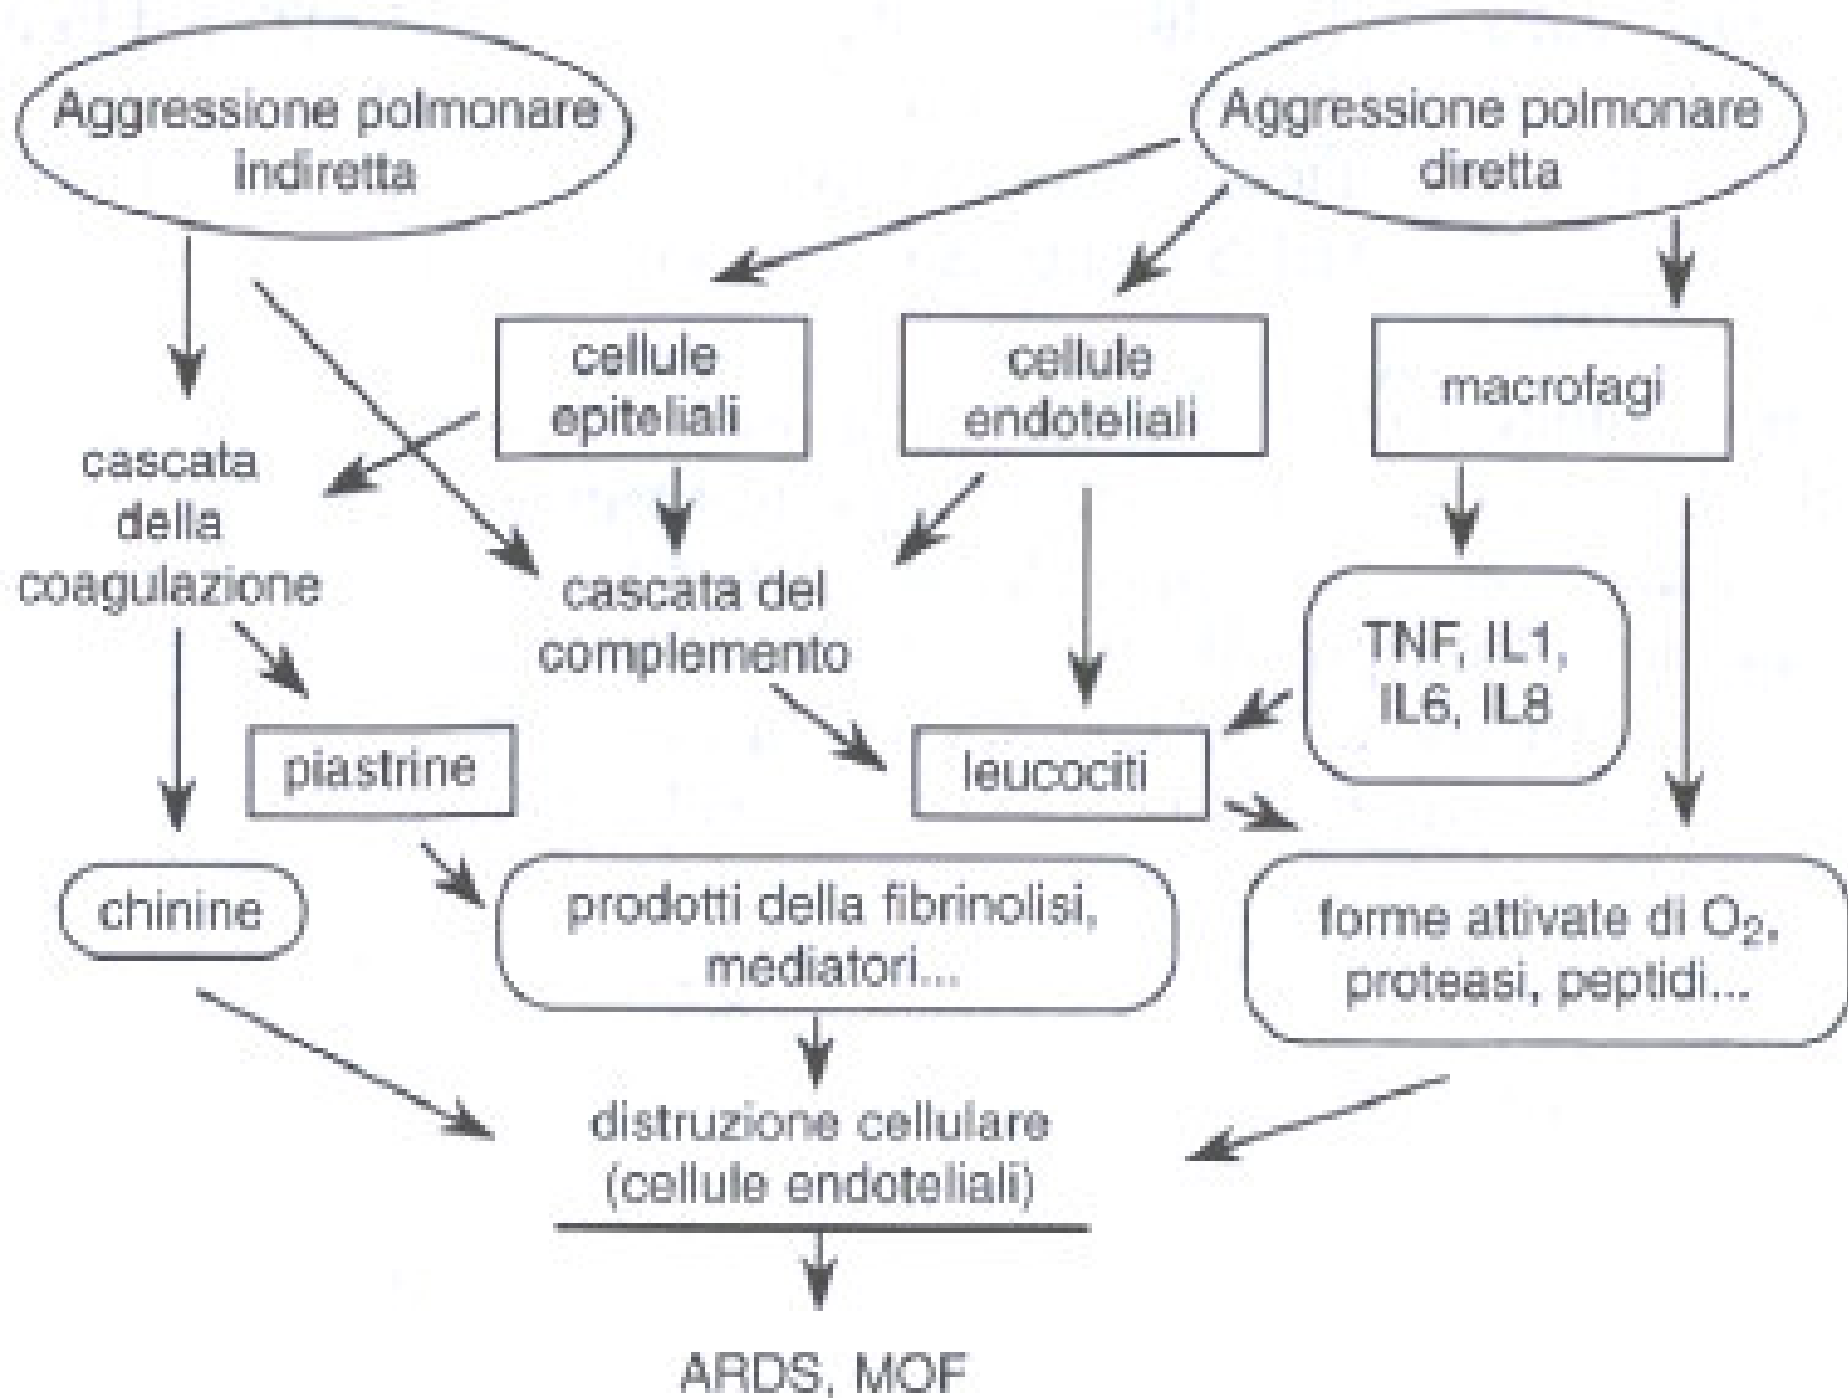 Aggressione polmonare
indiretta
Aggressione polmonare
diretta
cellule
epiteliali
cellule
endoteliali
macrofagi
cascata
della
coagulazione
cascata del
complemento
TNF, IL1,
IL6, IL8
piastrine
leucociti
chinine
prodotti della fibrinolisi,
mediatori...
forme attivate di O₂,
proteasi, peptidi...
distruzione cellulare
(cellule endoteliali)
ARDS, MOF